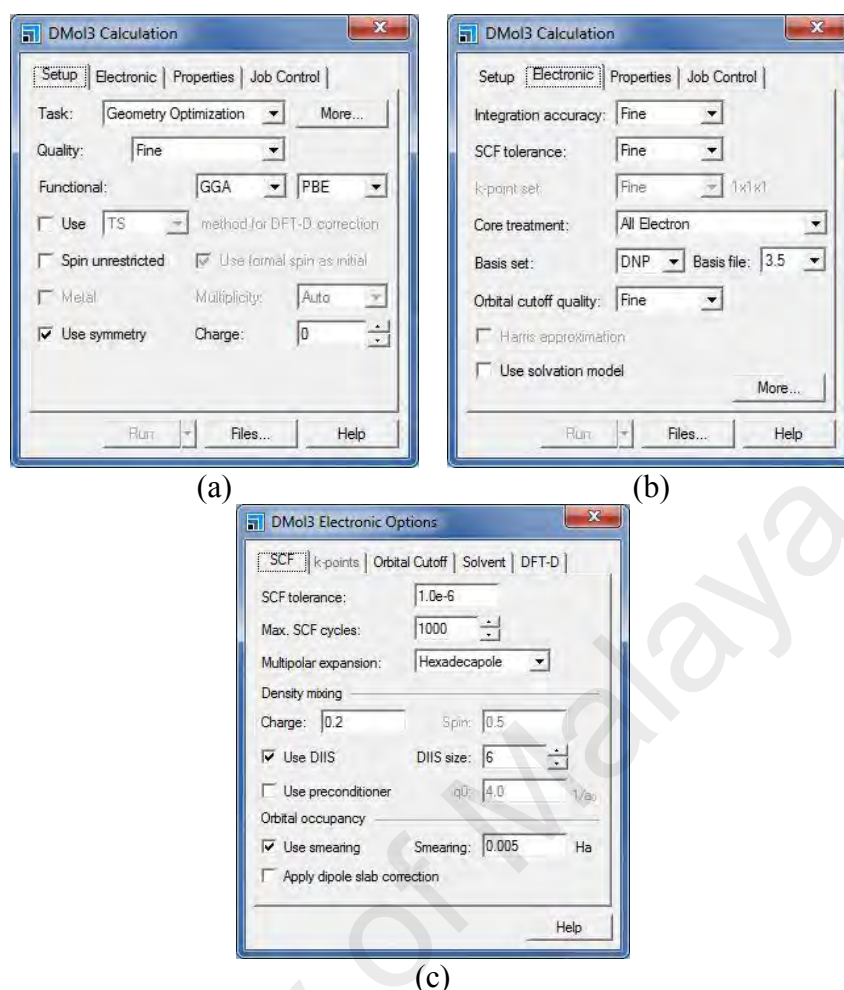 DMol3 Calculation
Setup Electronic Properties Job Control
Task: Geometry Optimization More...
Quality: Fine
Functional: GGA PBE
Use TS method for DFT-D correction
Spin unrestricted Use formal spin as initial
Metal Multiplicity: Auto
Use symmetry Charge: 0
Run Files... Help
(a)
DMol3 Calculation
Setup Electronic Properties Job Control
Integration accuracy: Fine
SCF tolerance: Fine
k-point set: Fine 1x1x1
Core treatment: All Electron
Basis set: DNP Basis file: 3.5
Orbital cutoff quality: Fine
Harris approximation
Use solvation model
More...
Run Files... Help
(b)
DMol3 Electronic Options
SCF k-points Orbital Cutoff Solvent DFT-D
SCF tolerance: 1.0e-6
Max. SCF cycles: 1000
Multipolar expansion: Hexadecapole
Density mixing
Charge: 0.2 Spin: 0.5
Use DIIS DIIS size: 6
Use preconditioner q0: 4.0 1/a₀
Orbital occupancy
Use smearing Smearing: 0.005 Ha
Apply dipole slab correction
Help
(c)
of Malaya